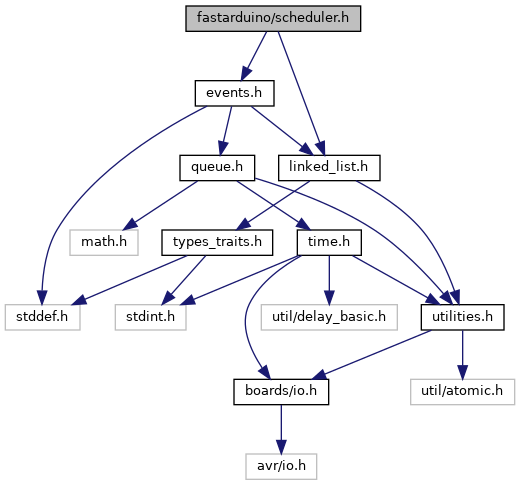 fastarduino/scheduler.h
events.h
queue.h
linked_list.h
math.h
types_traits.h
time.h
stddef.h
stdint.h
util/delay_basic.h
utilities.h
boards/io.h
util/atomic.h
avr/io.h